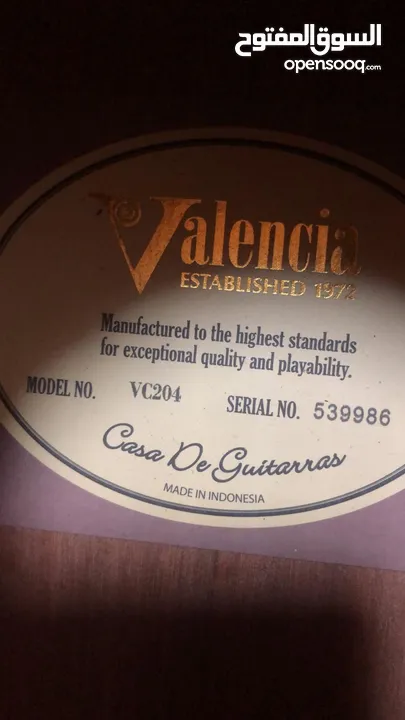 السوق المفتوح
opensooq.com
Valencia
ESTABLISHED 1972
Manufactured to the highest standards
for exceptional quality and playability.
MODEL NO. VC204 SERIAL NO. 539986
Casa De Guitarras
MADE IN INDONESIA